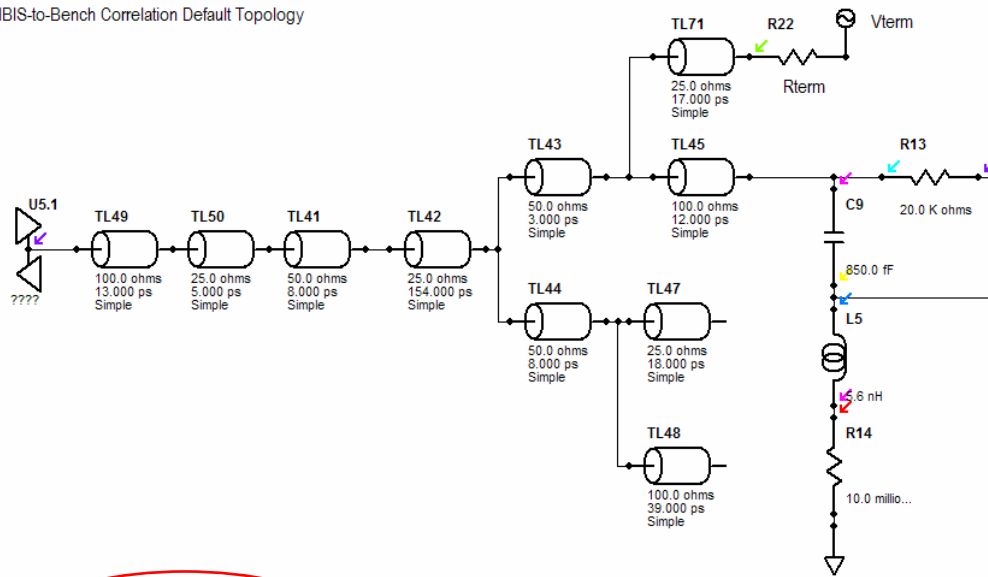 IBIS-to-Bench Correlation Default Topology
TL71
R22
Vterm
25.0 ohms
17.000 ps
Simple
Rterm
TL43
50.0 ohms
3.000 ps
Simple
TL45
100.0 ohms
12.000 ps
Simple
R13
20.0 K ohms
C9
850.0 fF
U5.1
????
TL49
100.0 ohms
13.000 ps
Simple
TL50
25.0 ohms
5.000 ps
Simple
TL41
50.0 ohms
8.000 ps
Simple
TL42
25.0 ohms
154.000 ps
Simple
TL44
50.0 ohms
8.000 ps
Simple
TL47
25.0 ohms
18.000 ps
Simple
L5
5.6 nH
TL48
100.0 ohms
39.000 ps
Simple
R14
10.0 millio...